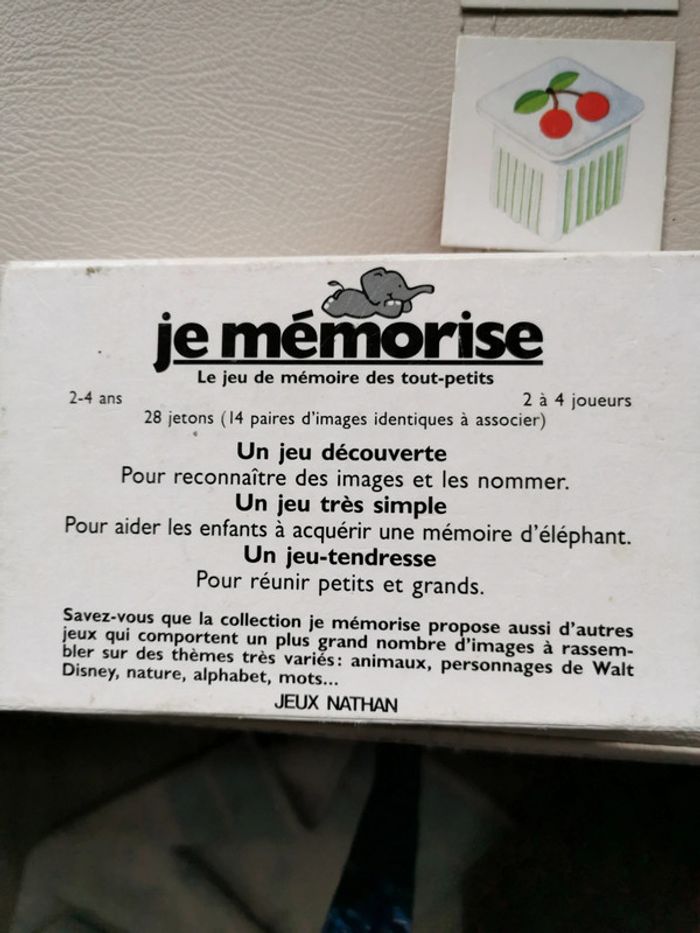 je mémorise
Le jeu de mémoire des tout-petits
2-4 ans
2 à 4 joueurs
28 jetons (14 paires d'images identiques à associer)
Un jeu découverte
Pour reconnaître des images et les nommer.
Un jeu très simple
Pour aider les enfants à acquérir une mémoire d'éléphant.
Un jeu-tendresse
Pour réunir petits et grands.
Savez-vous que la collection je mémorise propose aussi d'autres
jeux qui comportent un plus grand nombre d'images à rassem-
bler sur des thèmes très variés: animaux, personnages de Walt
Disney, nature, alphabet, mots...
JEUX NATHAN